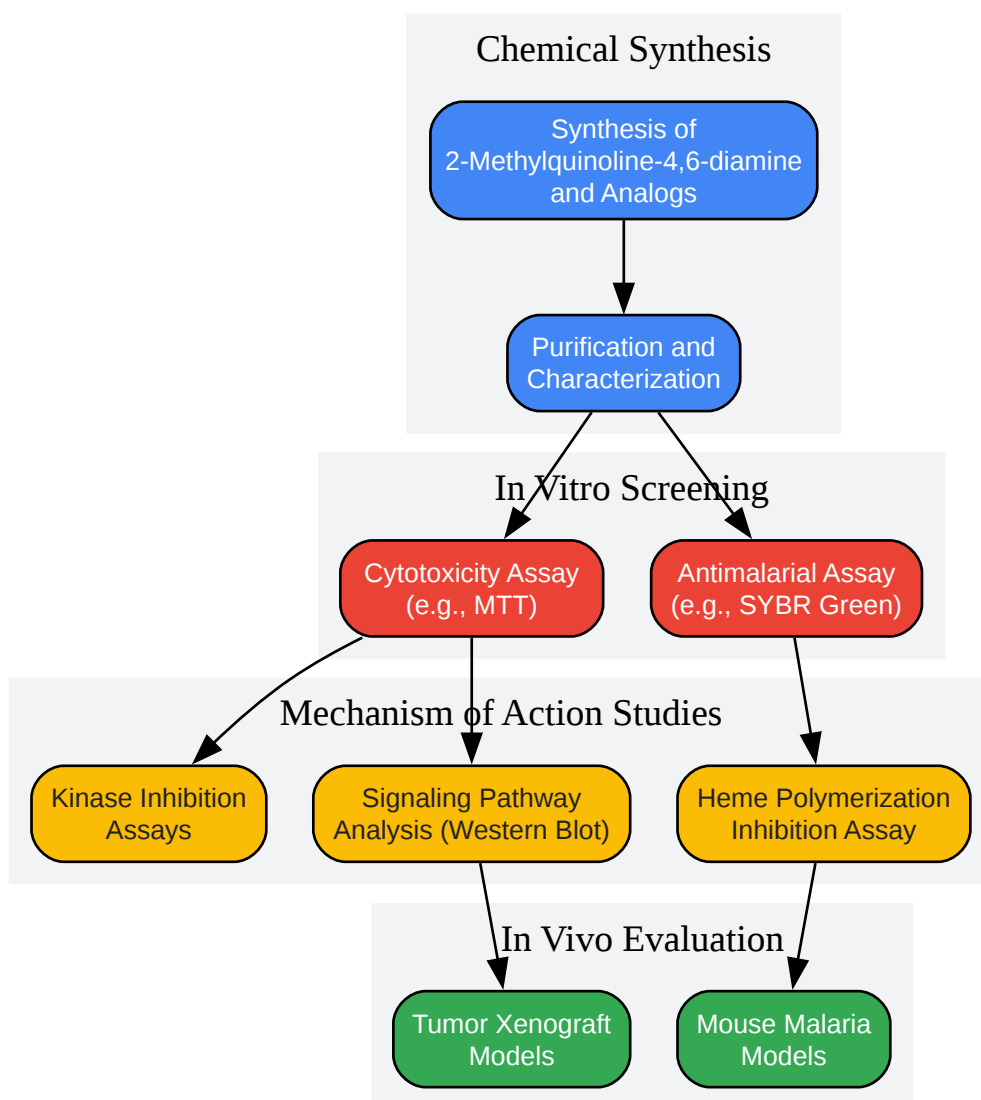 Chemical Synthesis
Synthesis of
2-Methylquinoline-4,6-diamine
and Analogs
Purification and
Characterization
In Vitro Screening
Cytotoxicity Assay
(e.g., MTT)
Antimalarial Assay
(e.g., SYBR Green)
Mechanism of Action Studies
Kinase Inhibition
Assays
Signaling Pathway
Analysis (Western Blot)
Heme Polymerization
Inhibition Assay
In Vivo Evaluation
Tumor Xenograft
Models
Mouse Malaria
Models